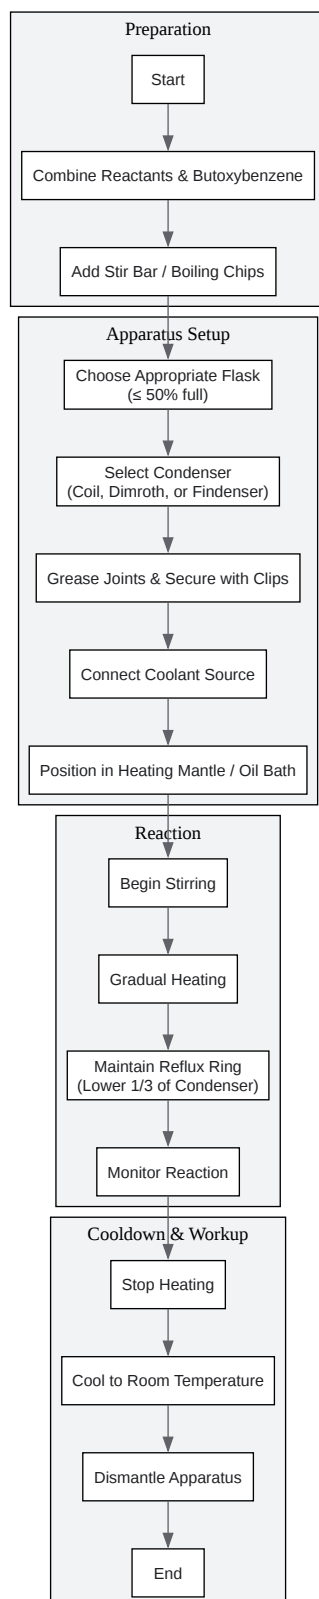 Preparation
Start
Combine Reactants & Butoxybenzene
Add Stir Bar / Boiling Chips
Apparatus Setup
Choose Appropriate Flask
(≤ 50% full)
Select Condenser
(Coil, Dimroth, or Findenser)
Grease Joints & Secure with Clips
Connect Coolant Source
Position in Heating Mantle / Oil Bath
Reaction
Begin Stirring
Gradual Heating
Maintain Reflux Ring
(Lower 1/3 of Condenser)
Monitor Reaction
Cooldown & Workup
Stop Heating
Cool to Room Temperature
Dismantle Apparatus
End